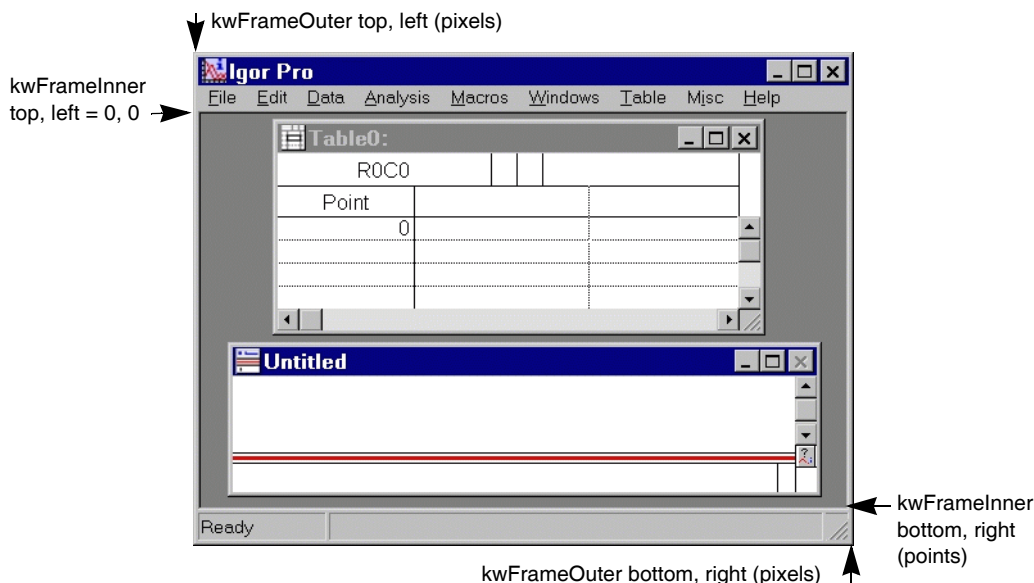 kwFrameOuter top, left (pixels)
kwFrameInner
top, left = 0, 0
Igor Pro
File Edit Data Analysis Macros Windows Table Misc Help
Table0:
R0C0
Point
0
Untitled
Ready
kwFrameInner
bottom, right
(points)
kwFrameOuter bottom, right (pixels)